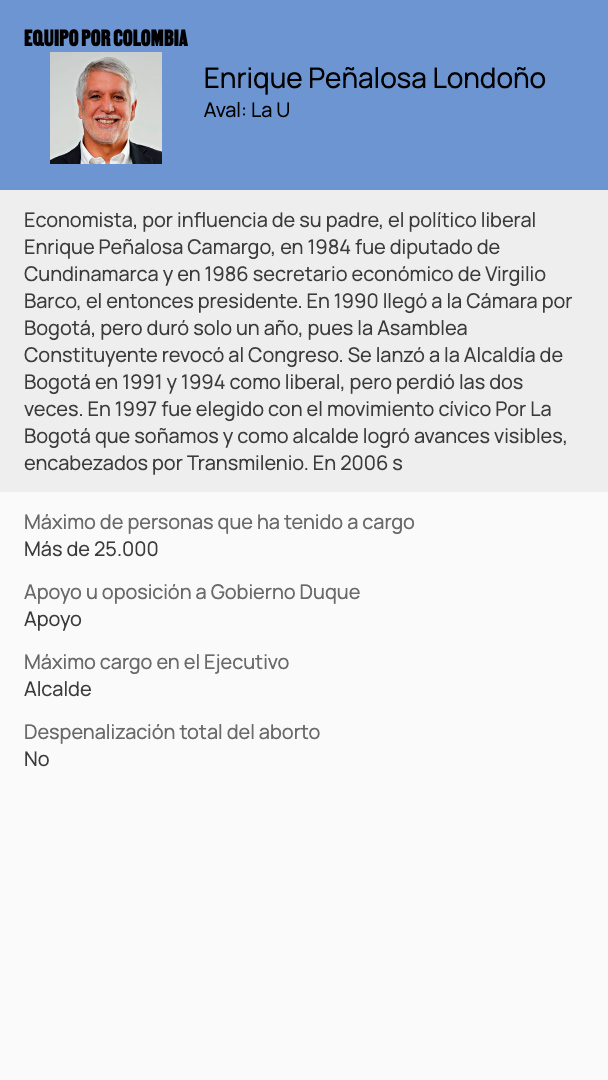 EQUIPO POR COLOMBIA
Enrique Peñalosa Londoño
Aval: La U
Economista, por influencia de su padre, el político liberal
Enrique Peñalosa Camargo, en 1984 fue diputado de
Cundinamarca y en 1986 secretario económico de Virgilio
Barco, el entonces presidente. En 1990 llegó a la Cámara por
Bogotá, pero duró solo un año, pues la Asamblea
Constituyente revocó al Congreso. Se lanzó a la Alcaldía de
Bogotá en 1991 y 1994 como liberal, pero perdió las dos
veces. En 1997 fue elegido con el movimiento cívico Por La
Bogotá que soñamos y como alcalde logró avances visibles,
encabezados por Transmilenio. En 2006 s
Máximo de personas que ha tenido a cargo
Más de 25.000
Apoyo u oposición a Gobierno Duque
Apoyo
Máximo cargo en el Ejecutivo
Alcalde
Despenalización total del aborto
No